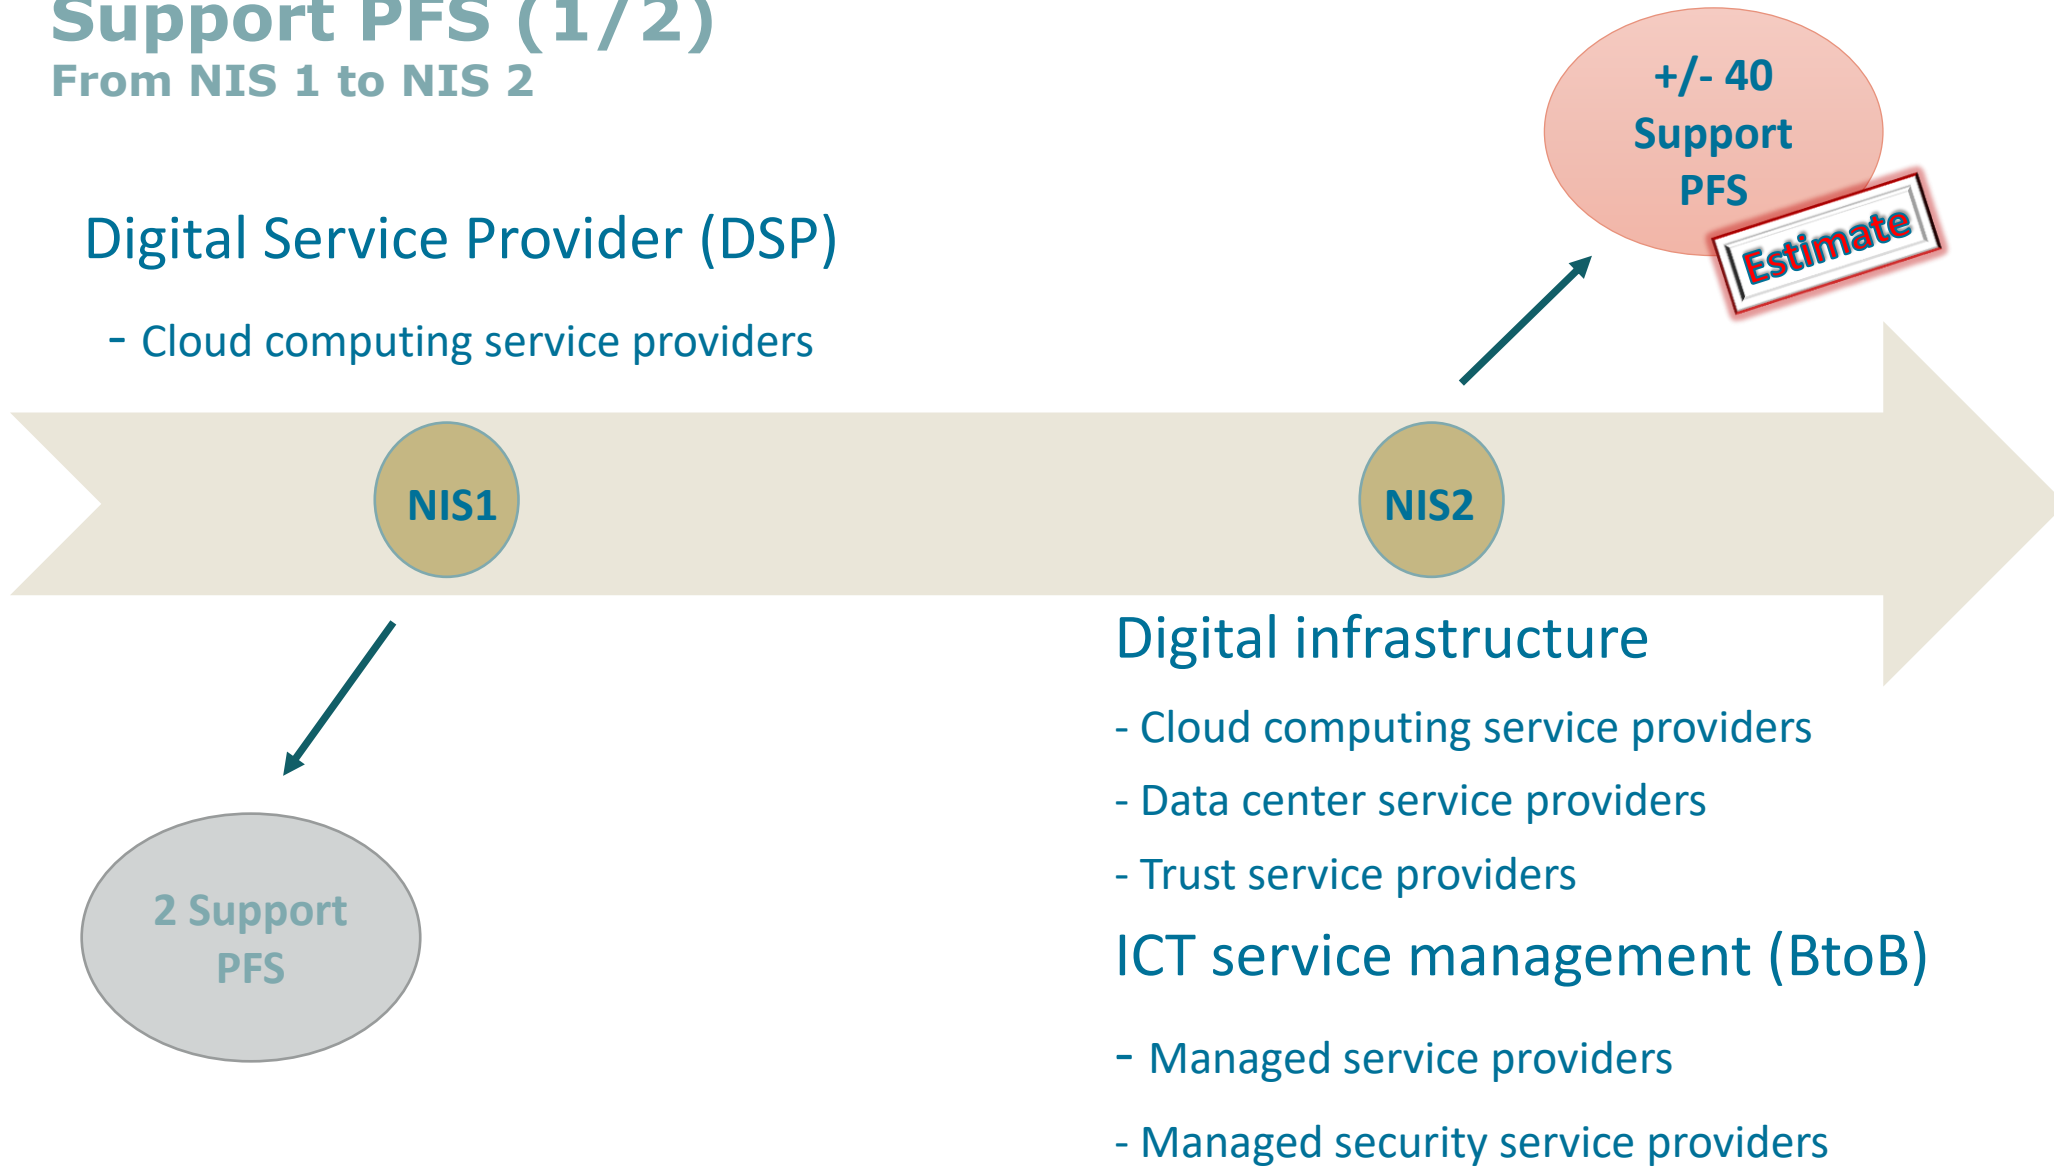 Support PFS (1/2)
From NIS 1 to NIS 2
+/- 40
Support
PFS
Estimate
Digital Service Provider (DSP)
- Cloud computing service providers
NIS1
NIS2
2 Support
PFS
Digital infrastructure
- Cloud computing service providers
- Data center service providers
- Trust service providers
ICT service management (BtoB)
- Managed service providers
- Managed security service providers